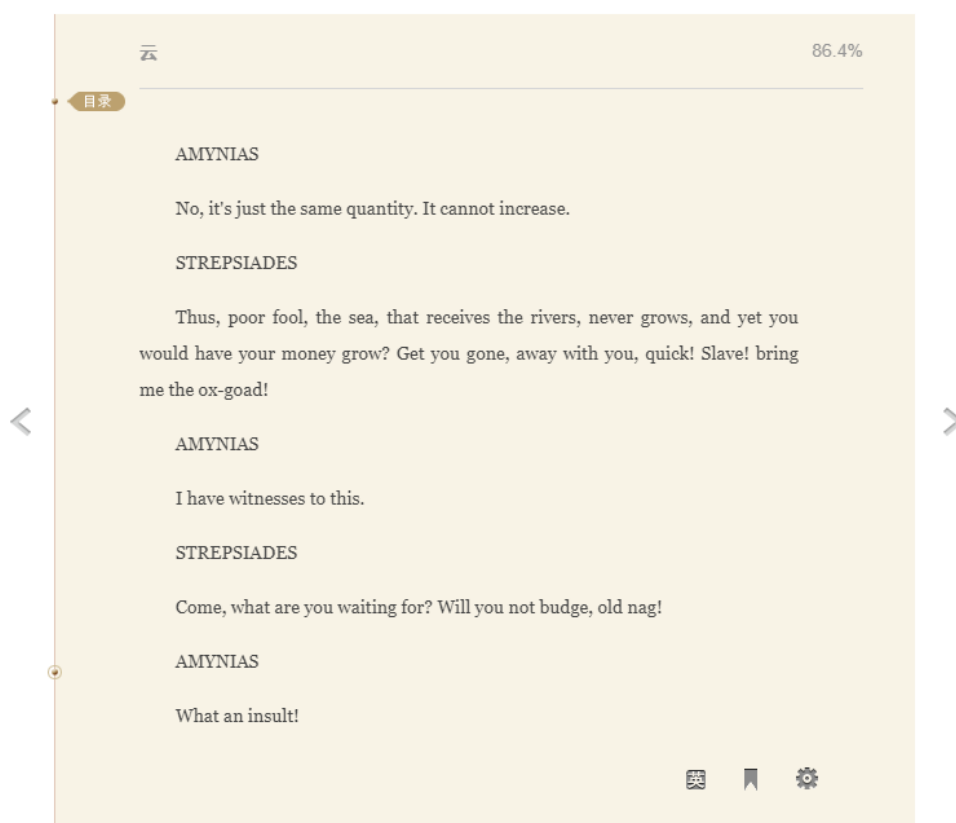 云
86.4%
目录
AMYNIAS
No, it's just the same quantity. It cannot increase.
STREPSIADES
Thus, poor fool, the sea, that receives the rivers, never grows, and yet you
would have your money grow? Get you gone, away with you, quick! Slave! bring
me the ox-goad!
AMYNIAS
I have witnesses to this.
STREPSIADES
Come, what are you waiting for? Will you not budge, old nag!
AMYNIAS
What an insult!
英